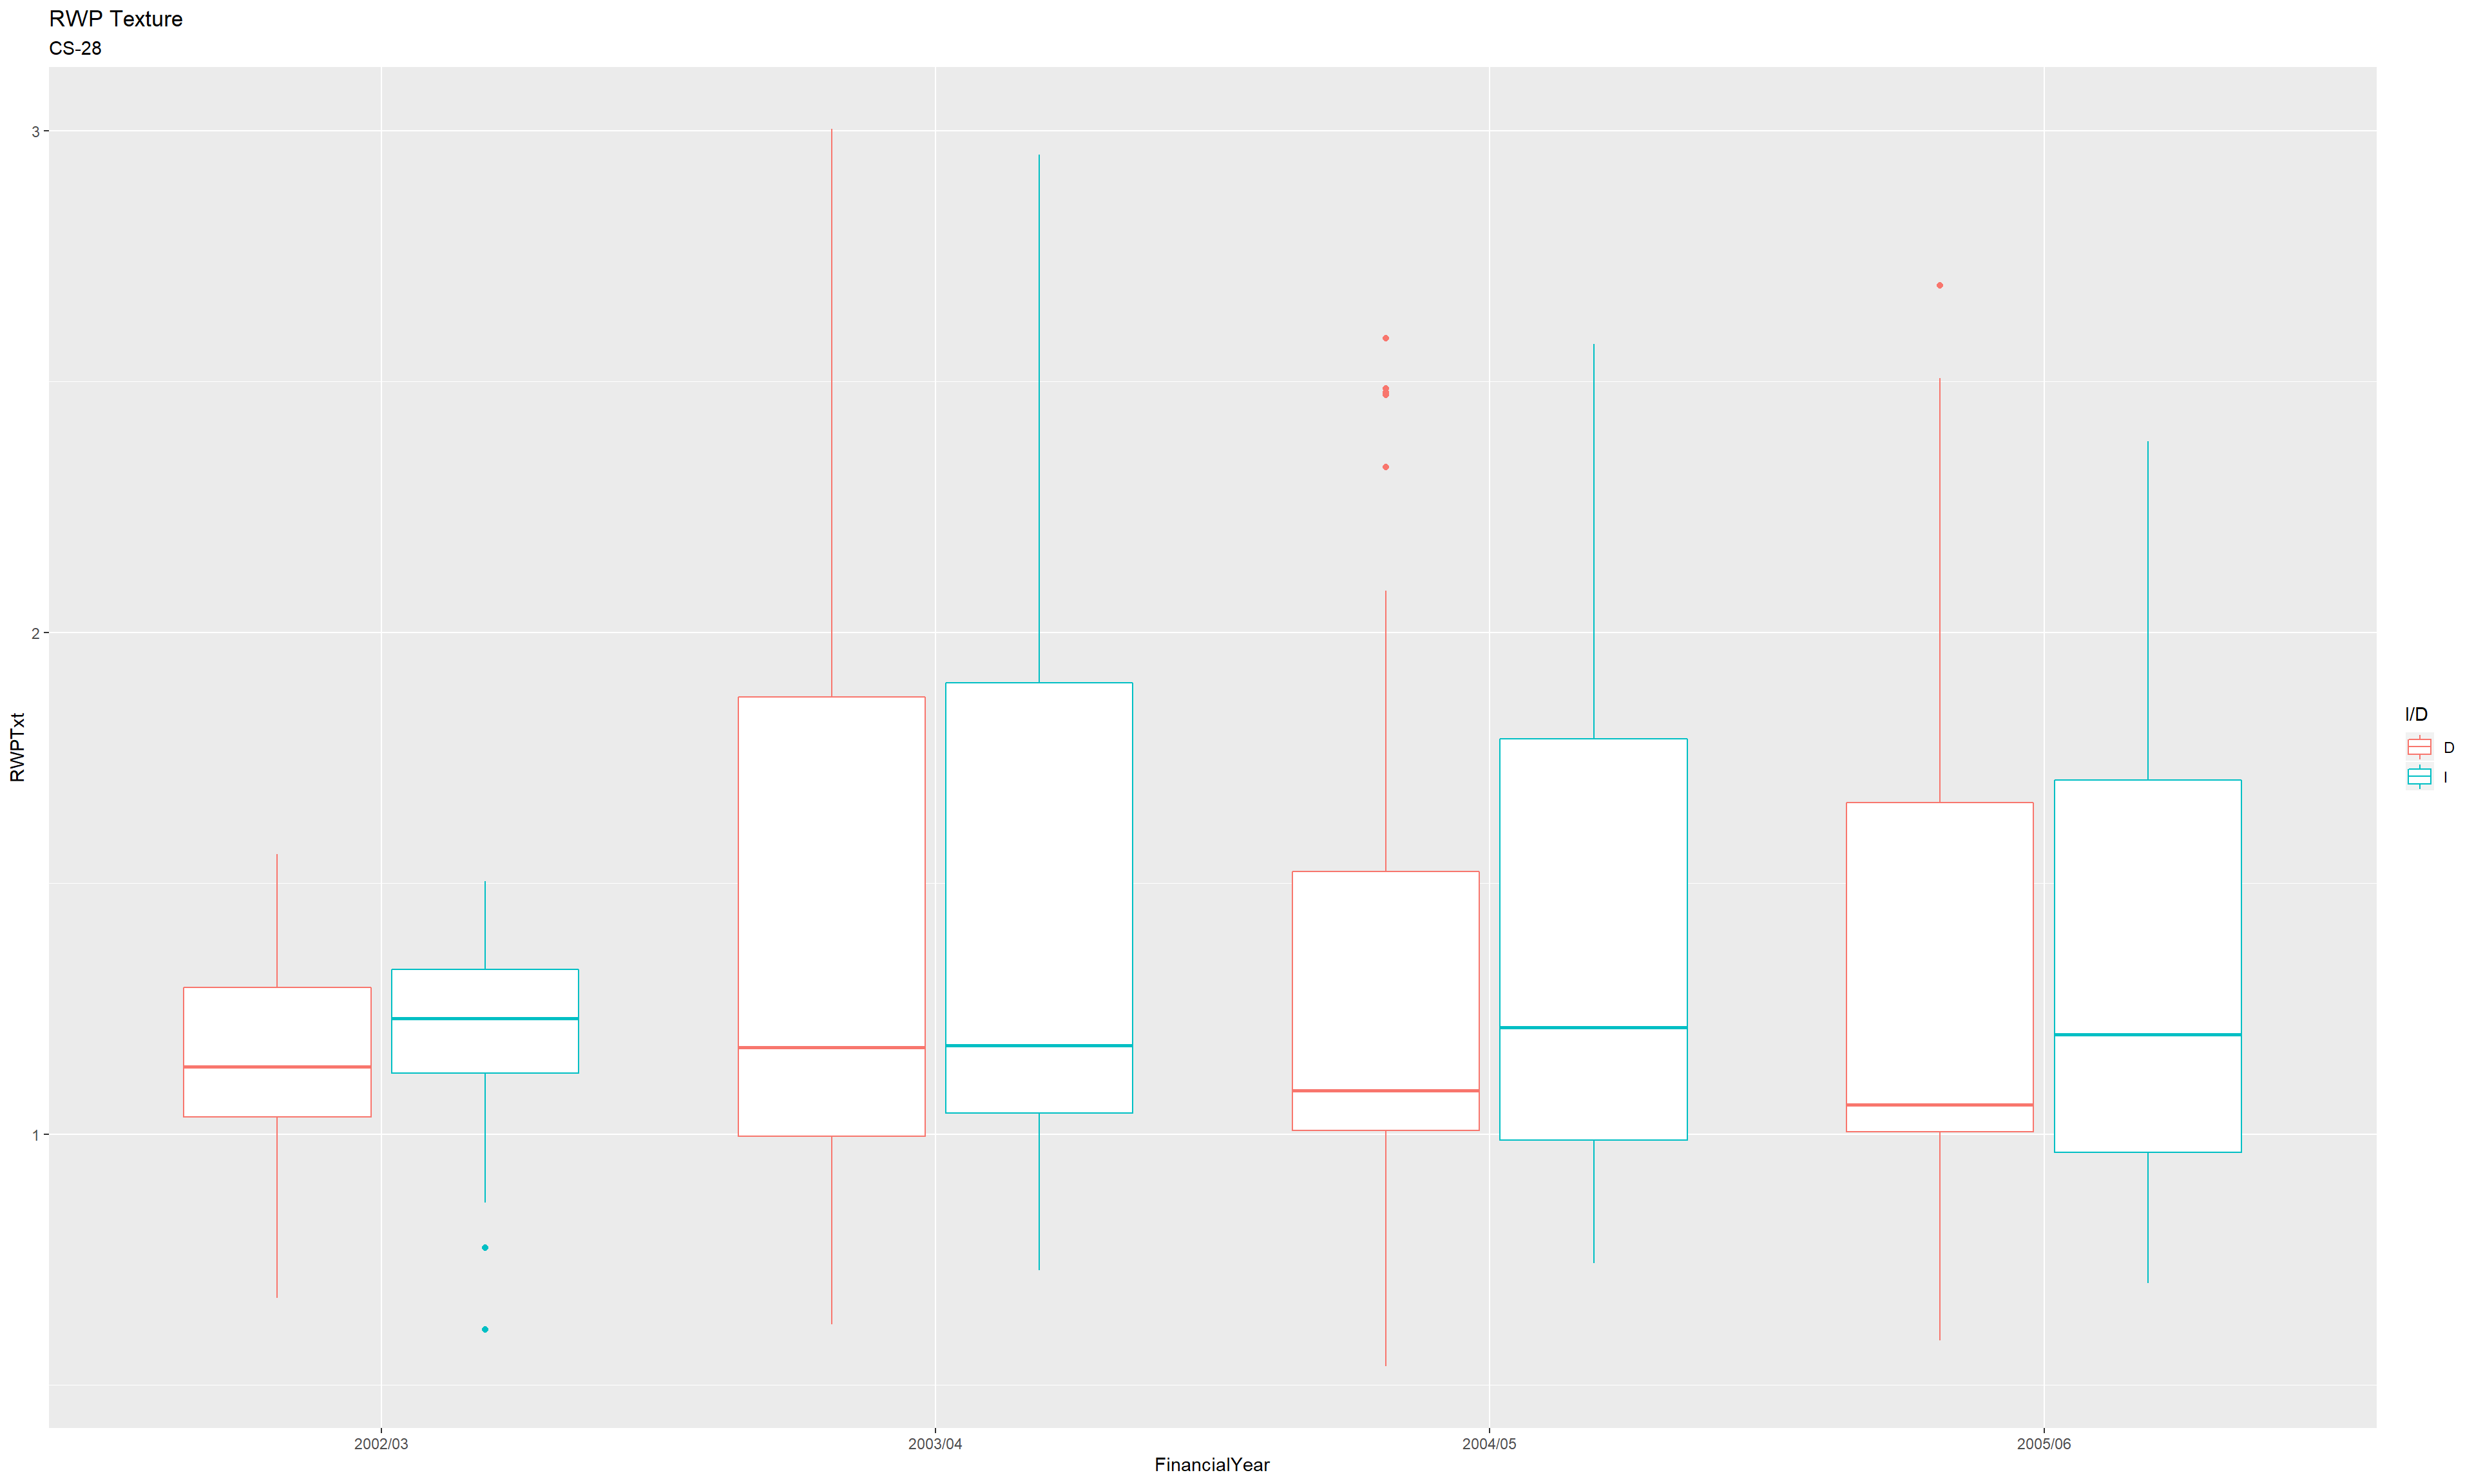 RWP Texture
CS-28
3
2
1
RWPTxt
2002/03
2003/04
2004/05
2005/06
FinancialYear
I/D
D
I